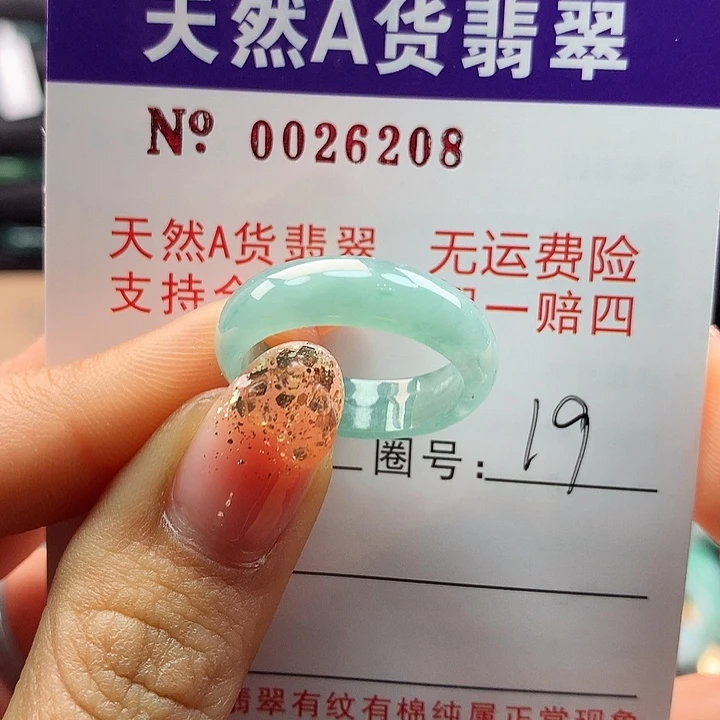 天然A货翡翠
Nº 0026208
天然A货翡翠 无运费险
支持 一赔四
圈号: 19
翡翠有纹有棉纯属正常现象